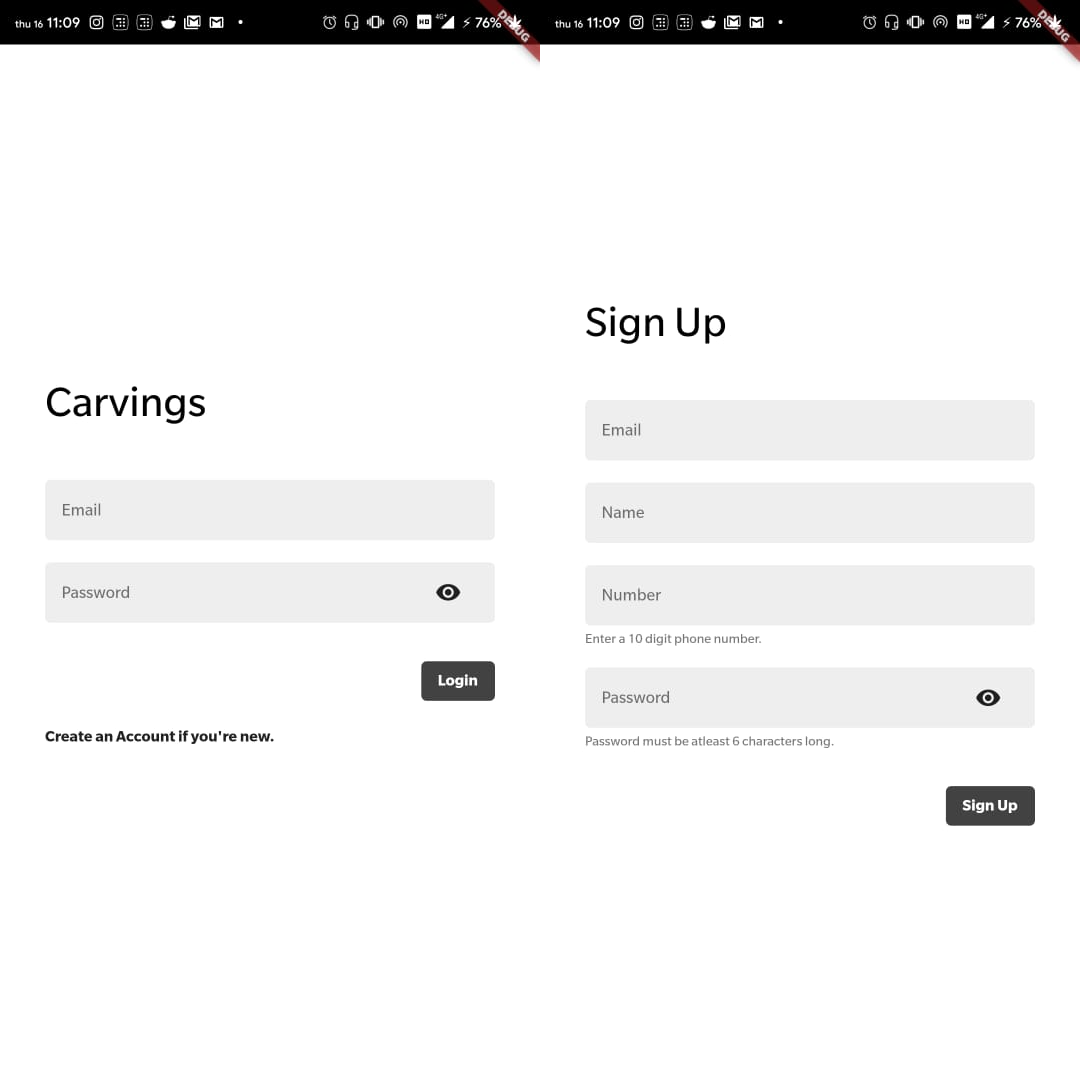 thu 16 11:09 HD 4G+ 76% DEBUG
Carvings
Email
Password
Login
Create an Account if you're new.
thu 16 11:09 HD 4G+ 76% DEBUG
Sign Up
Email
Name
Number
Enter a 10 digit phone number.
Password
Password must be atleast 6 characters long.
Sign Up